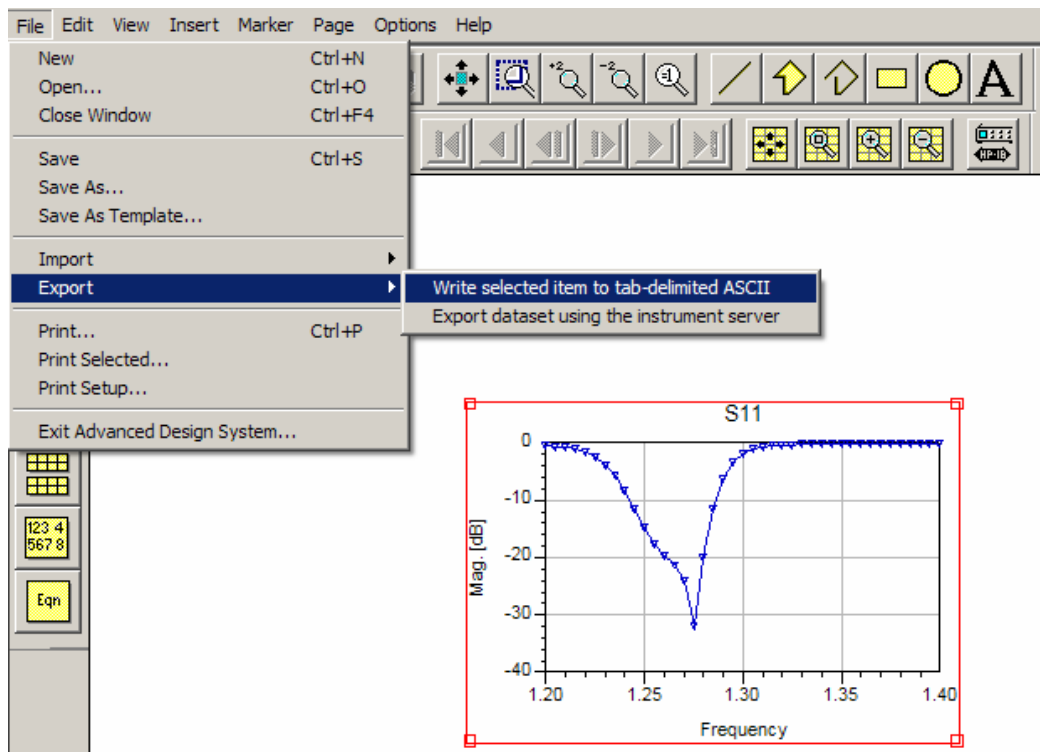 File Edit View Insert Marker Page Options Help
New Ctrl+N
Open... Ctrl+O
Close Window Ctrl+F4
Save Ctrl+S
Save As...
Save As Template...
Import
Export
Write selected item to tab-delimited ASCII
Export dataset using the instrument server
Print... Ctrl+P
Print Selected...
Print Setup...
Exit Advanced Design System...
+2
-2
1
A
123 4
567 8
Eqn
S11
0
-10
-20
-30
-40
Mag. [dB]
1.20 1.25 1.30 1.35 1.40
Frequency